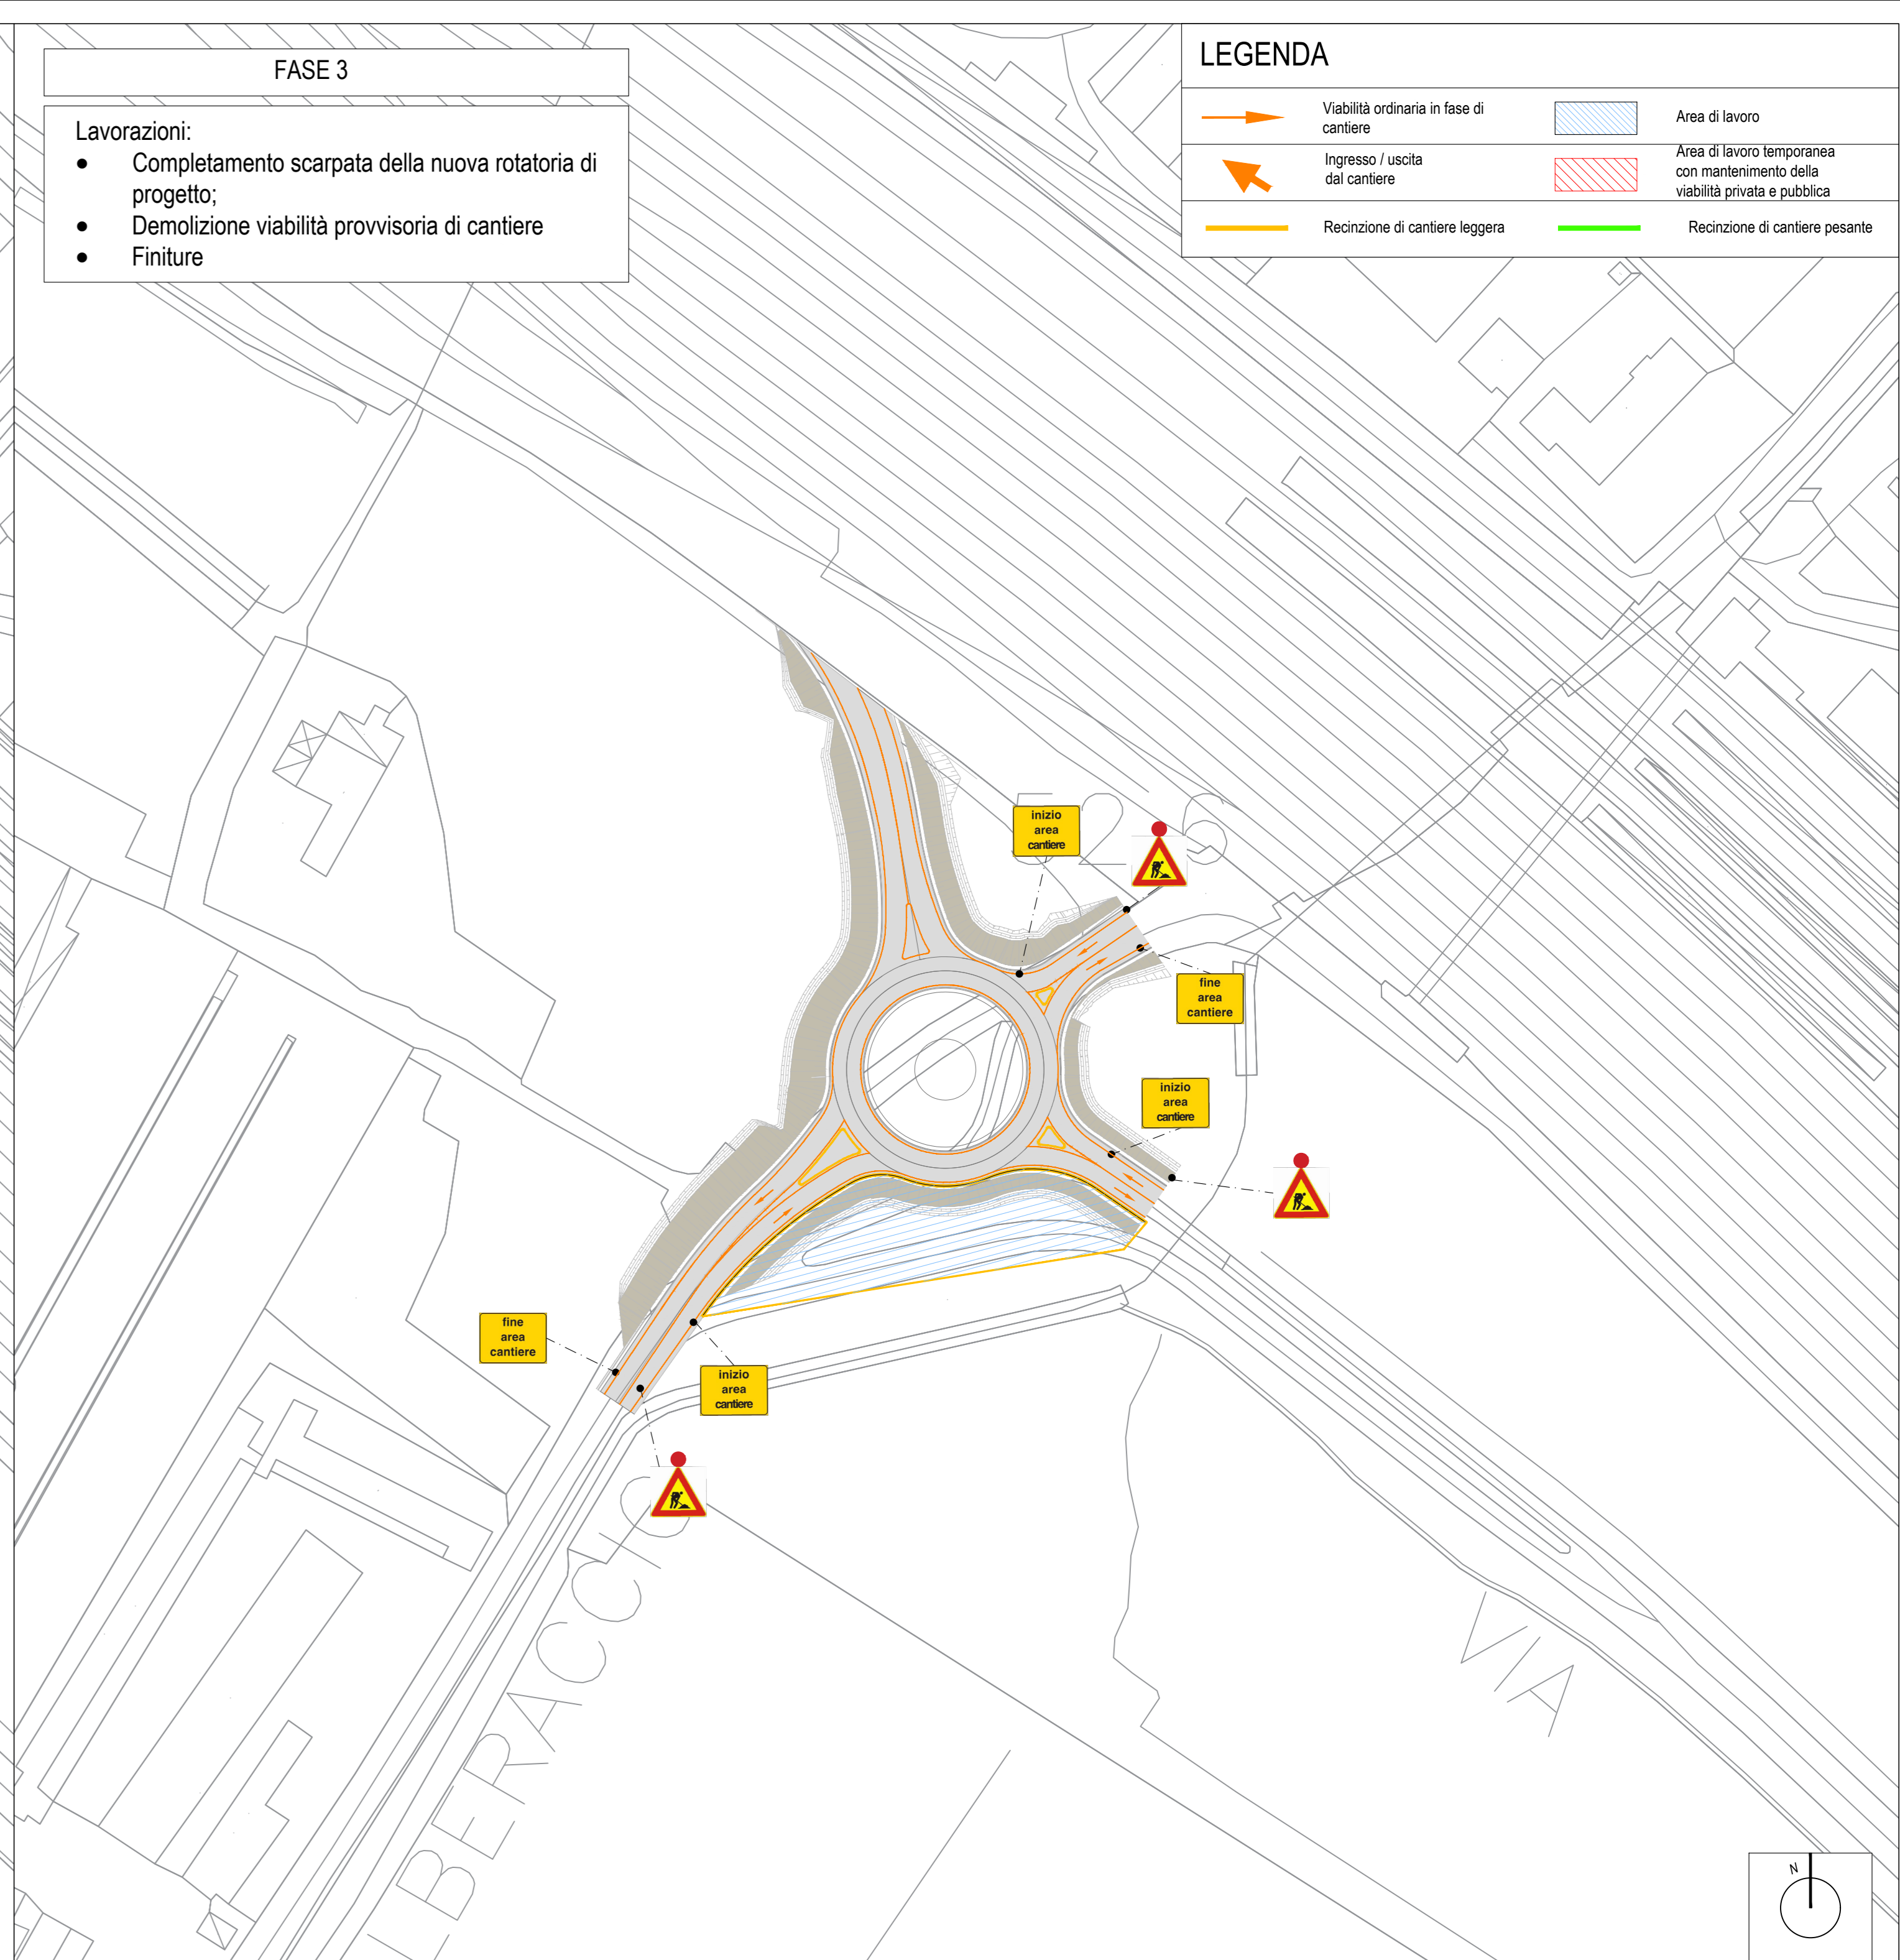 FASE 3
Lavorazioni:
● Completamento scarpata della nuova rotatoria di
progetto;
● Demolizione viabilità provvisoria di cantiere
● Finiture
LEGENDA
Viabilità ordinaria in fase di
cantiere
Area di lavoro
Ingresso / uscita
dal cantiere
Area di lavoro temporanea
con mantenimento della
viabilità privata e pubblica
Recinzione di cantiere leggera
Recinzione di cantiere pesante
526
inizio
area
cantiere
fine
area
cantiere
inizio
area
cantiere
fine
area
cantiere
inizio
area
cantiere
BERACCIO
VIA
N